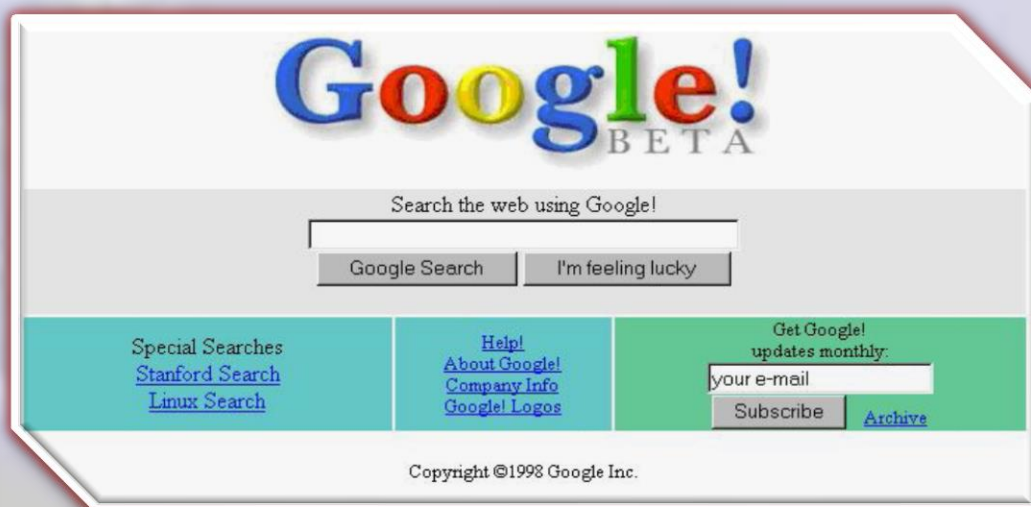 Google!
BETA
Search the web using Google!
Google Search I'm feeling lucky
Special Searches
Stanford Search
Linux Search
Help!
About Google!
Company Info
Google! Logos
Get Google!
updates monthly:
your e-mail
Subscribe Archive
Copyright ©1998 Google Inc.